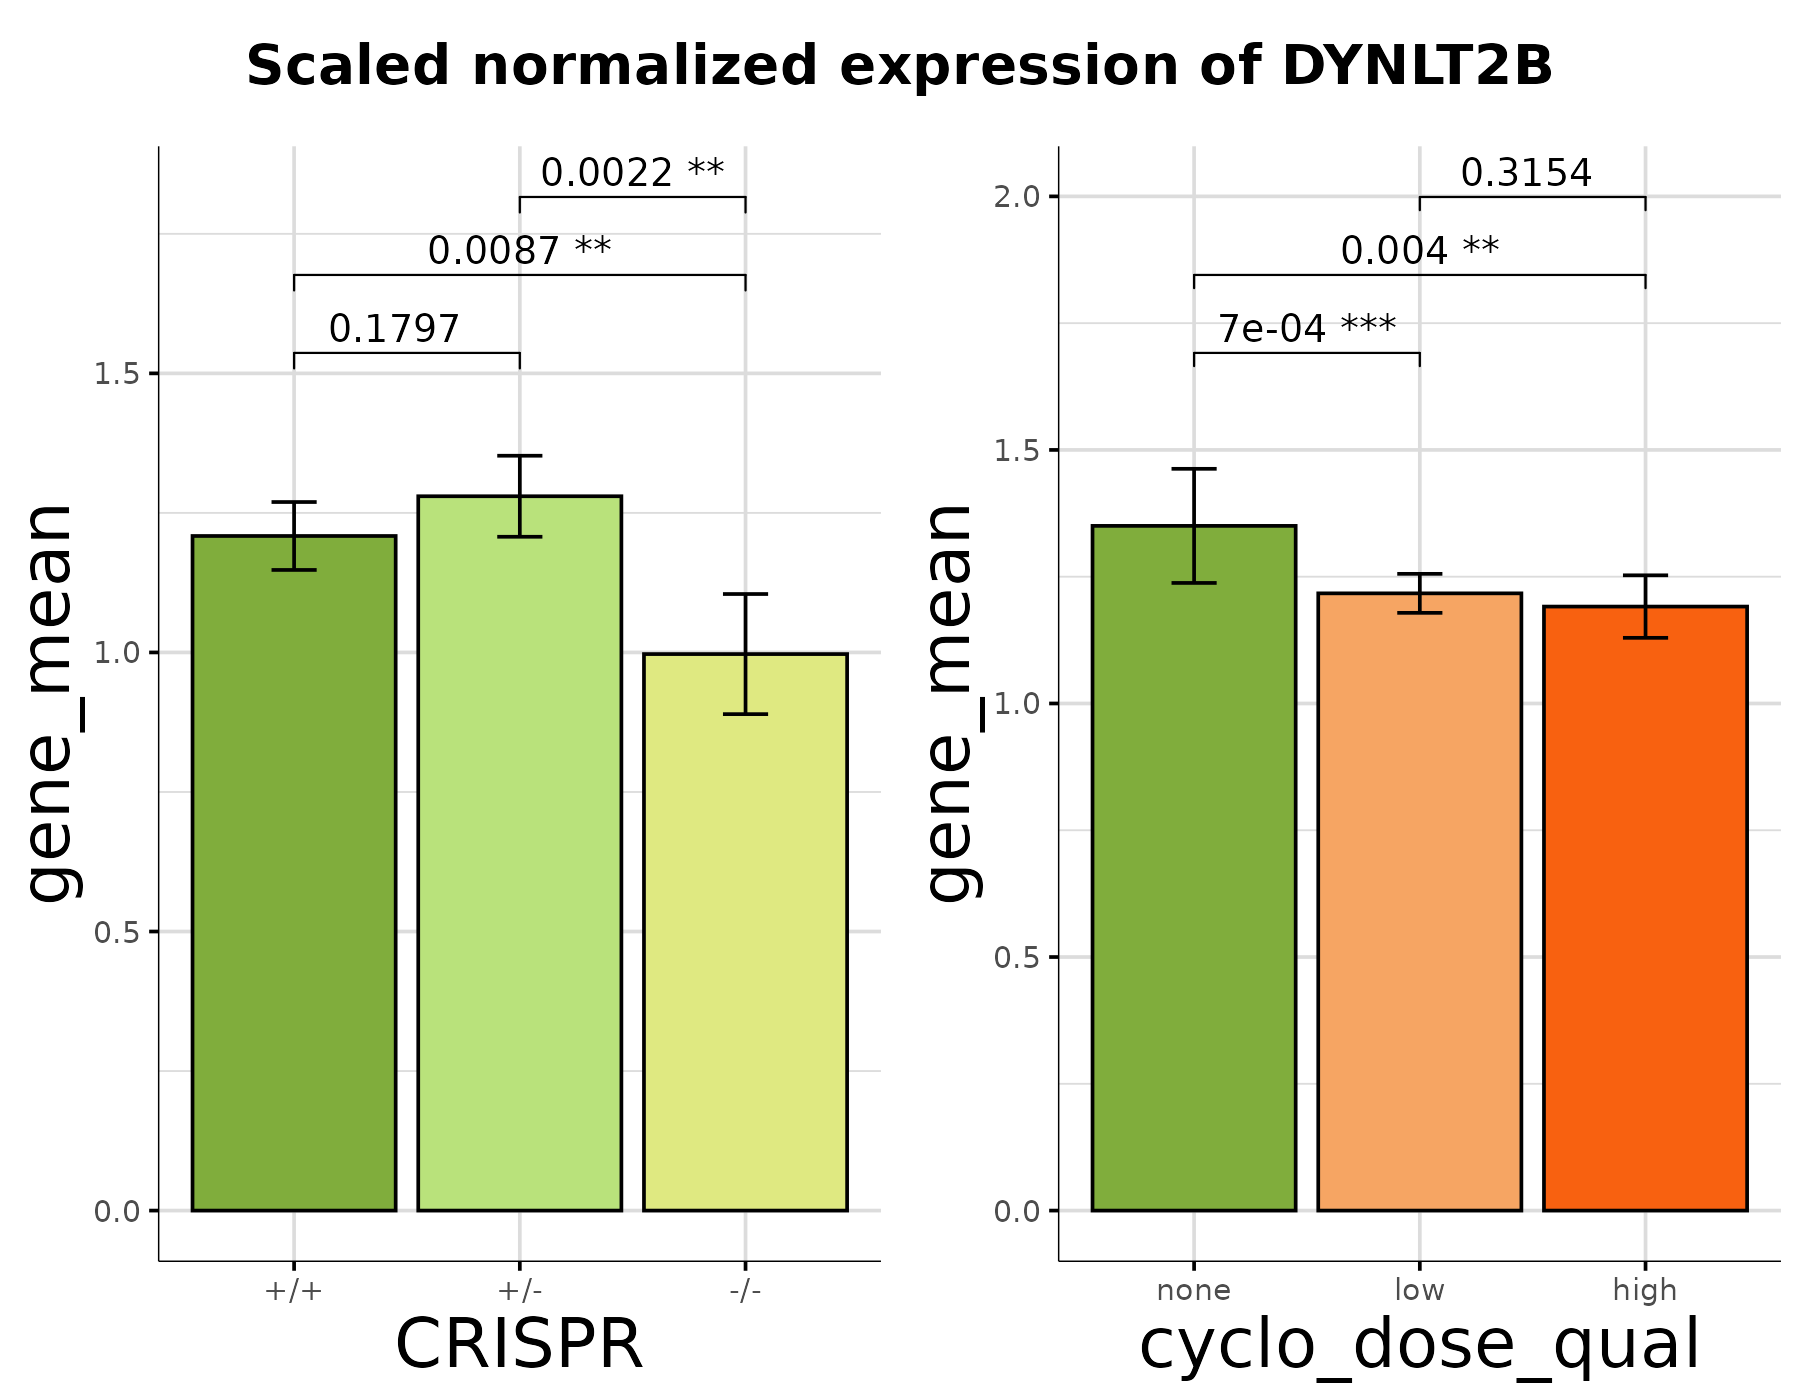 Scaled normalized expression of DYNLT2B
gene_mean
1.5
1.0
0.5
0.0
0.0022 **
0.0087 **
0.1797
+/+ +/- -/-
CRISPR
gene_mean
2.0
1.5
1.0
0.5
0.0
0.3154
0.004 **
7e-04 ***
none low high
cyclo_dose_qual